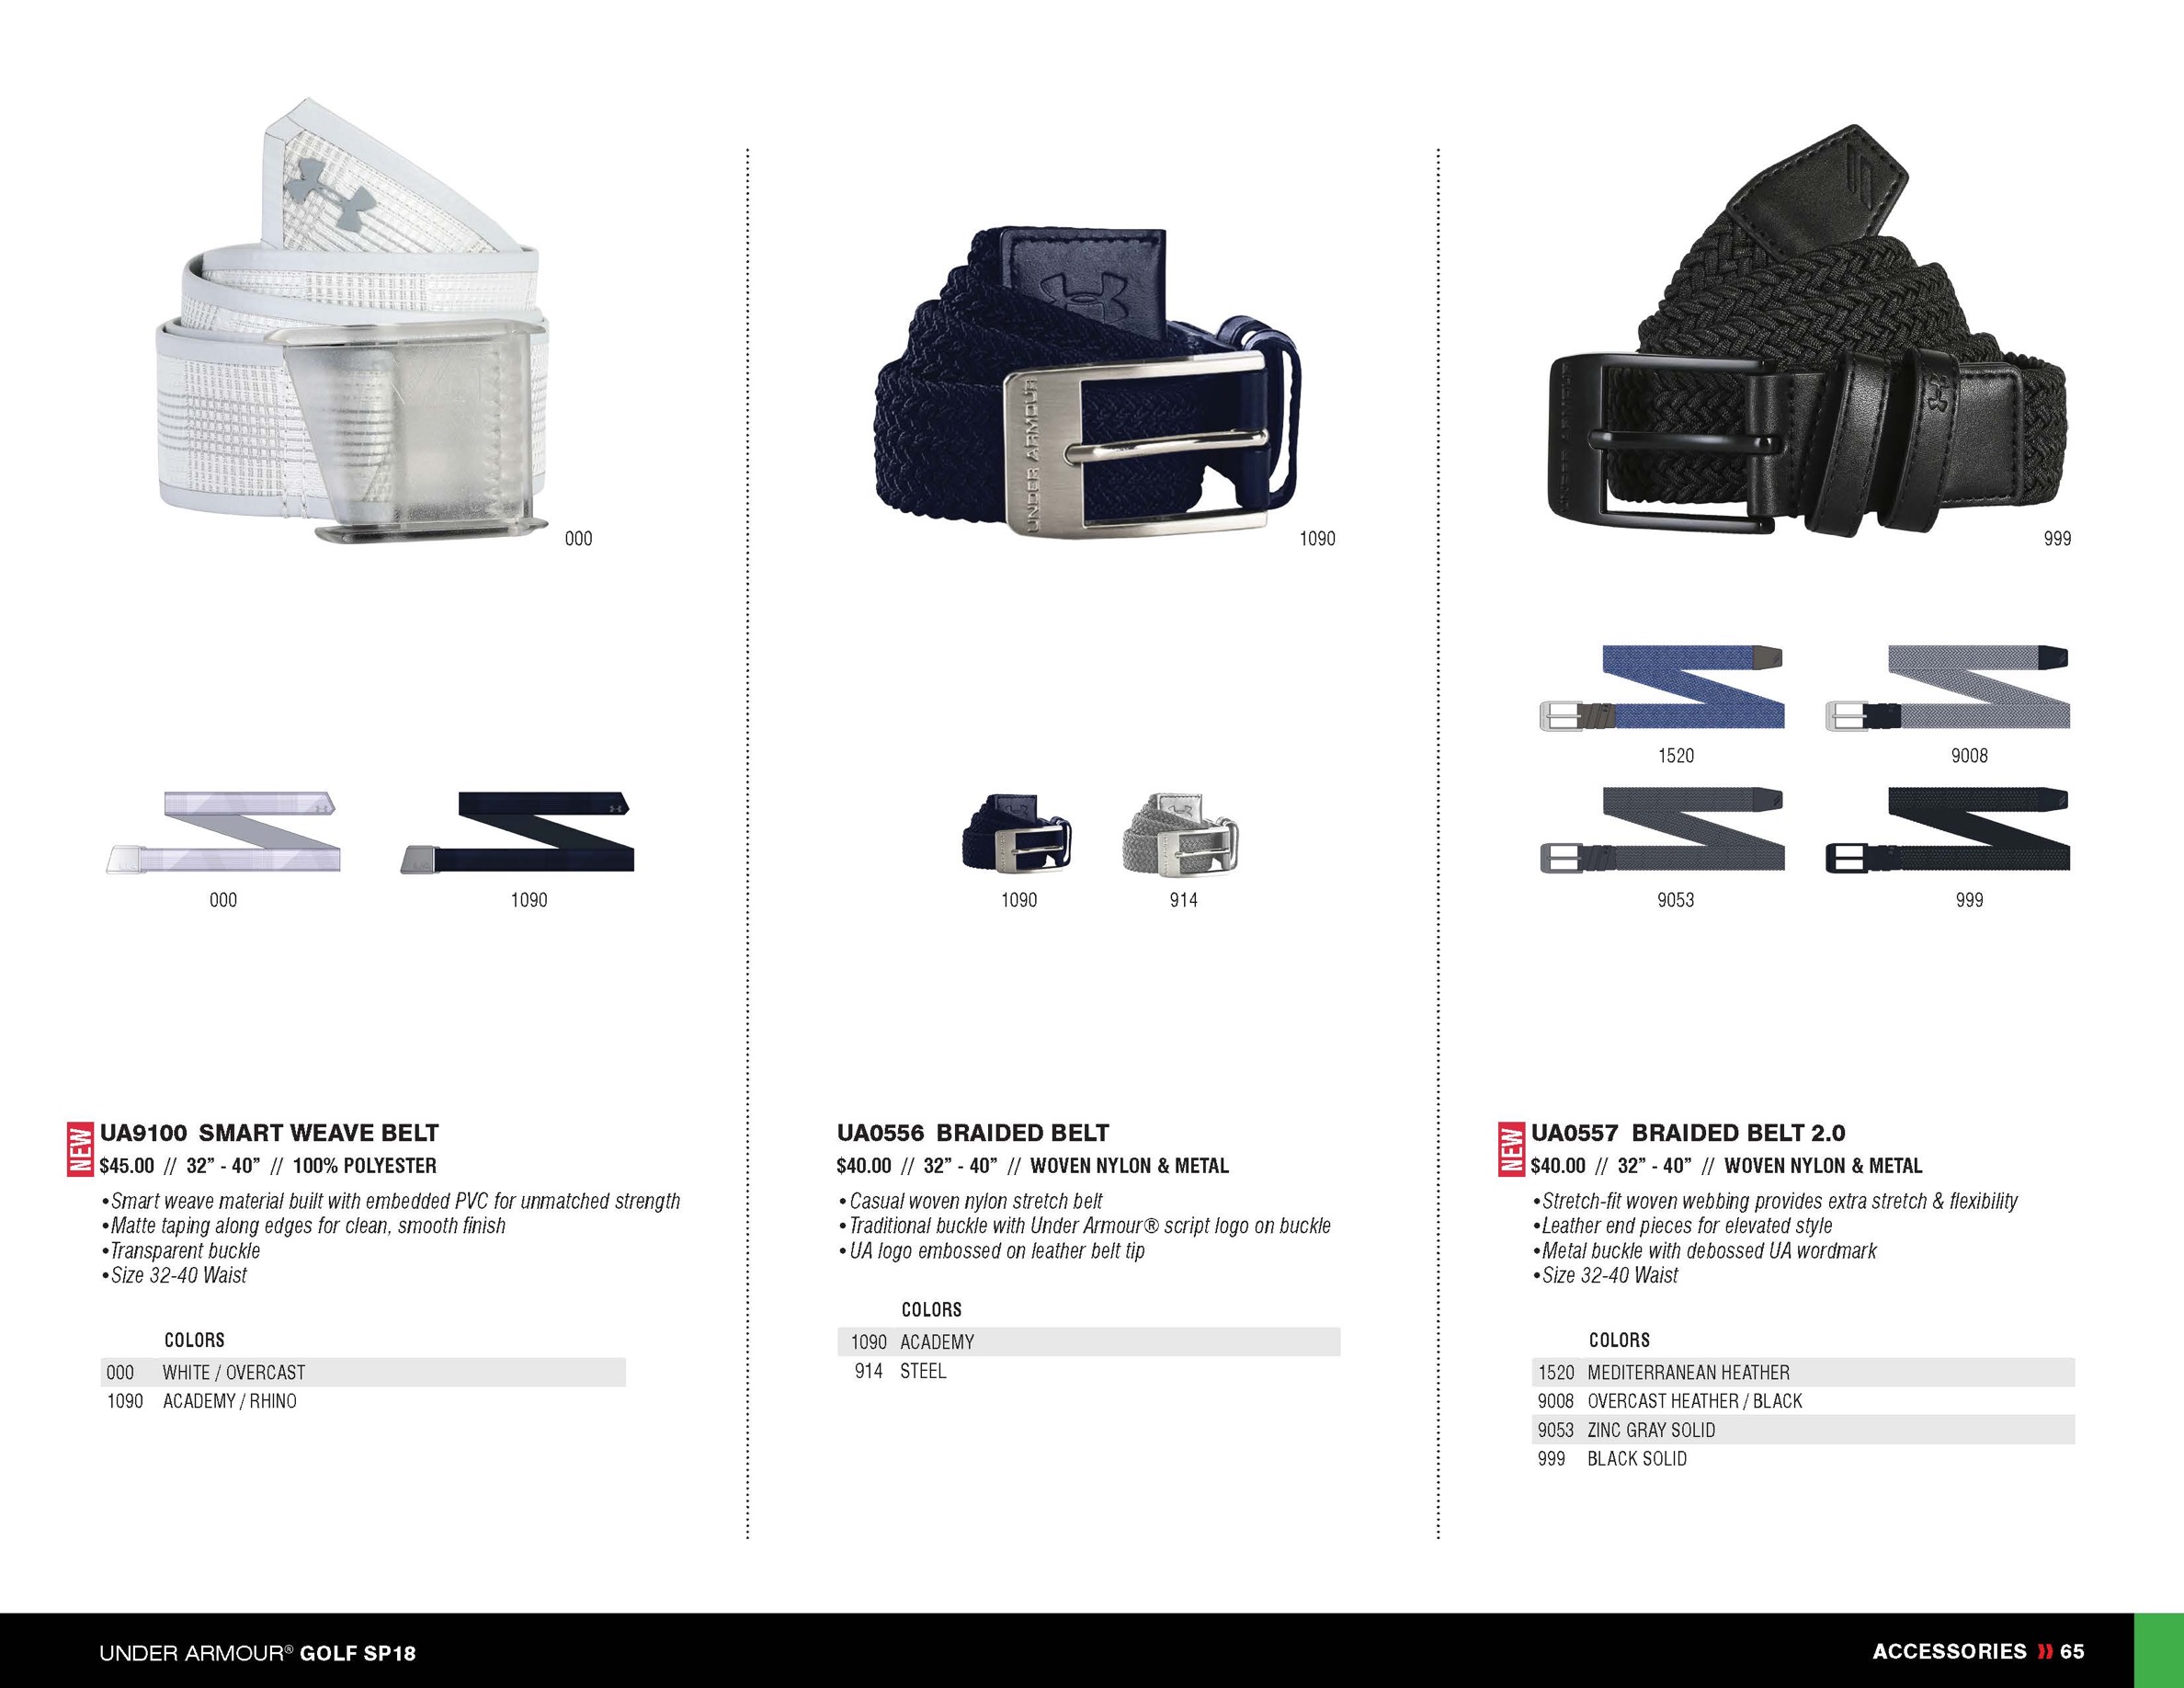 000
1090
999
UNDER ARMOUR
1520
9008
000
1090
1090
914
9053
999
NEW
UA9100 SMART WEAVE BELT
$45.00 // 32” - 40” // 100% POLYESTER
•Smart weave material built with embedded PVC for unmatched strength
•Matte taping along edges for clean, smooth finish
•Transparent buckle
•Size 32-40 Waist
COLORS
000 WHITE / OVERCAST
1090 ACADEMY / RHINO
UA0556 BRAIDED BELT
$40.00 // 32” - 40” // WOVEN NYLON & METAL
•Casual woven nylon stretch belt
•Traditional buckle with Under Armour® script logo on buckle
•UA logo embossed on leather belt tip
COLORS
1090 ACADEMY
914 STEEL
NEW
UA0557 BRAIDED BELT 2.0
$40.00 // 32” - 40” // WOVEN NYLON & METAL
•Stretch-fit woven webbing provides extra stretch & flexibility
•Leather end pieces for elevated style
•Metal buckle with debossed UA wordmark
•Size 32-40 Waist
COLORS
1520 MEDITERRANEAN HEATHER
9008 OVERCAST HEATHER / BLACK
9053 ZINC GRAY SOLID
999 BLACK SOLID
UNDER ARMOUR® GOLF SP18
ACCESSORIES 65